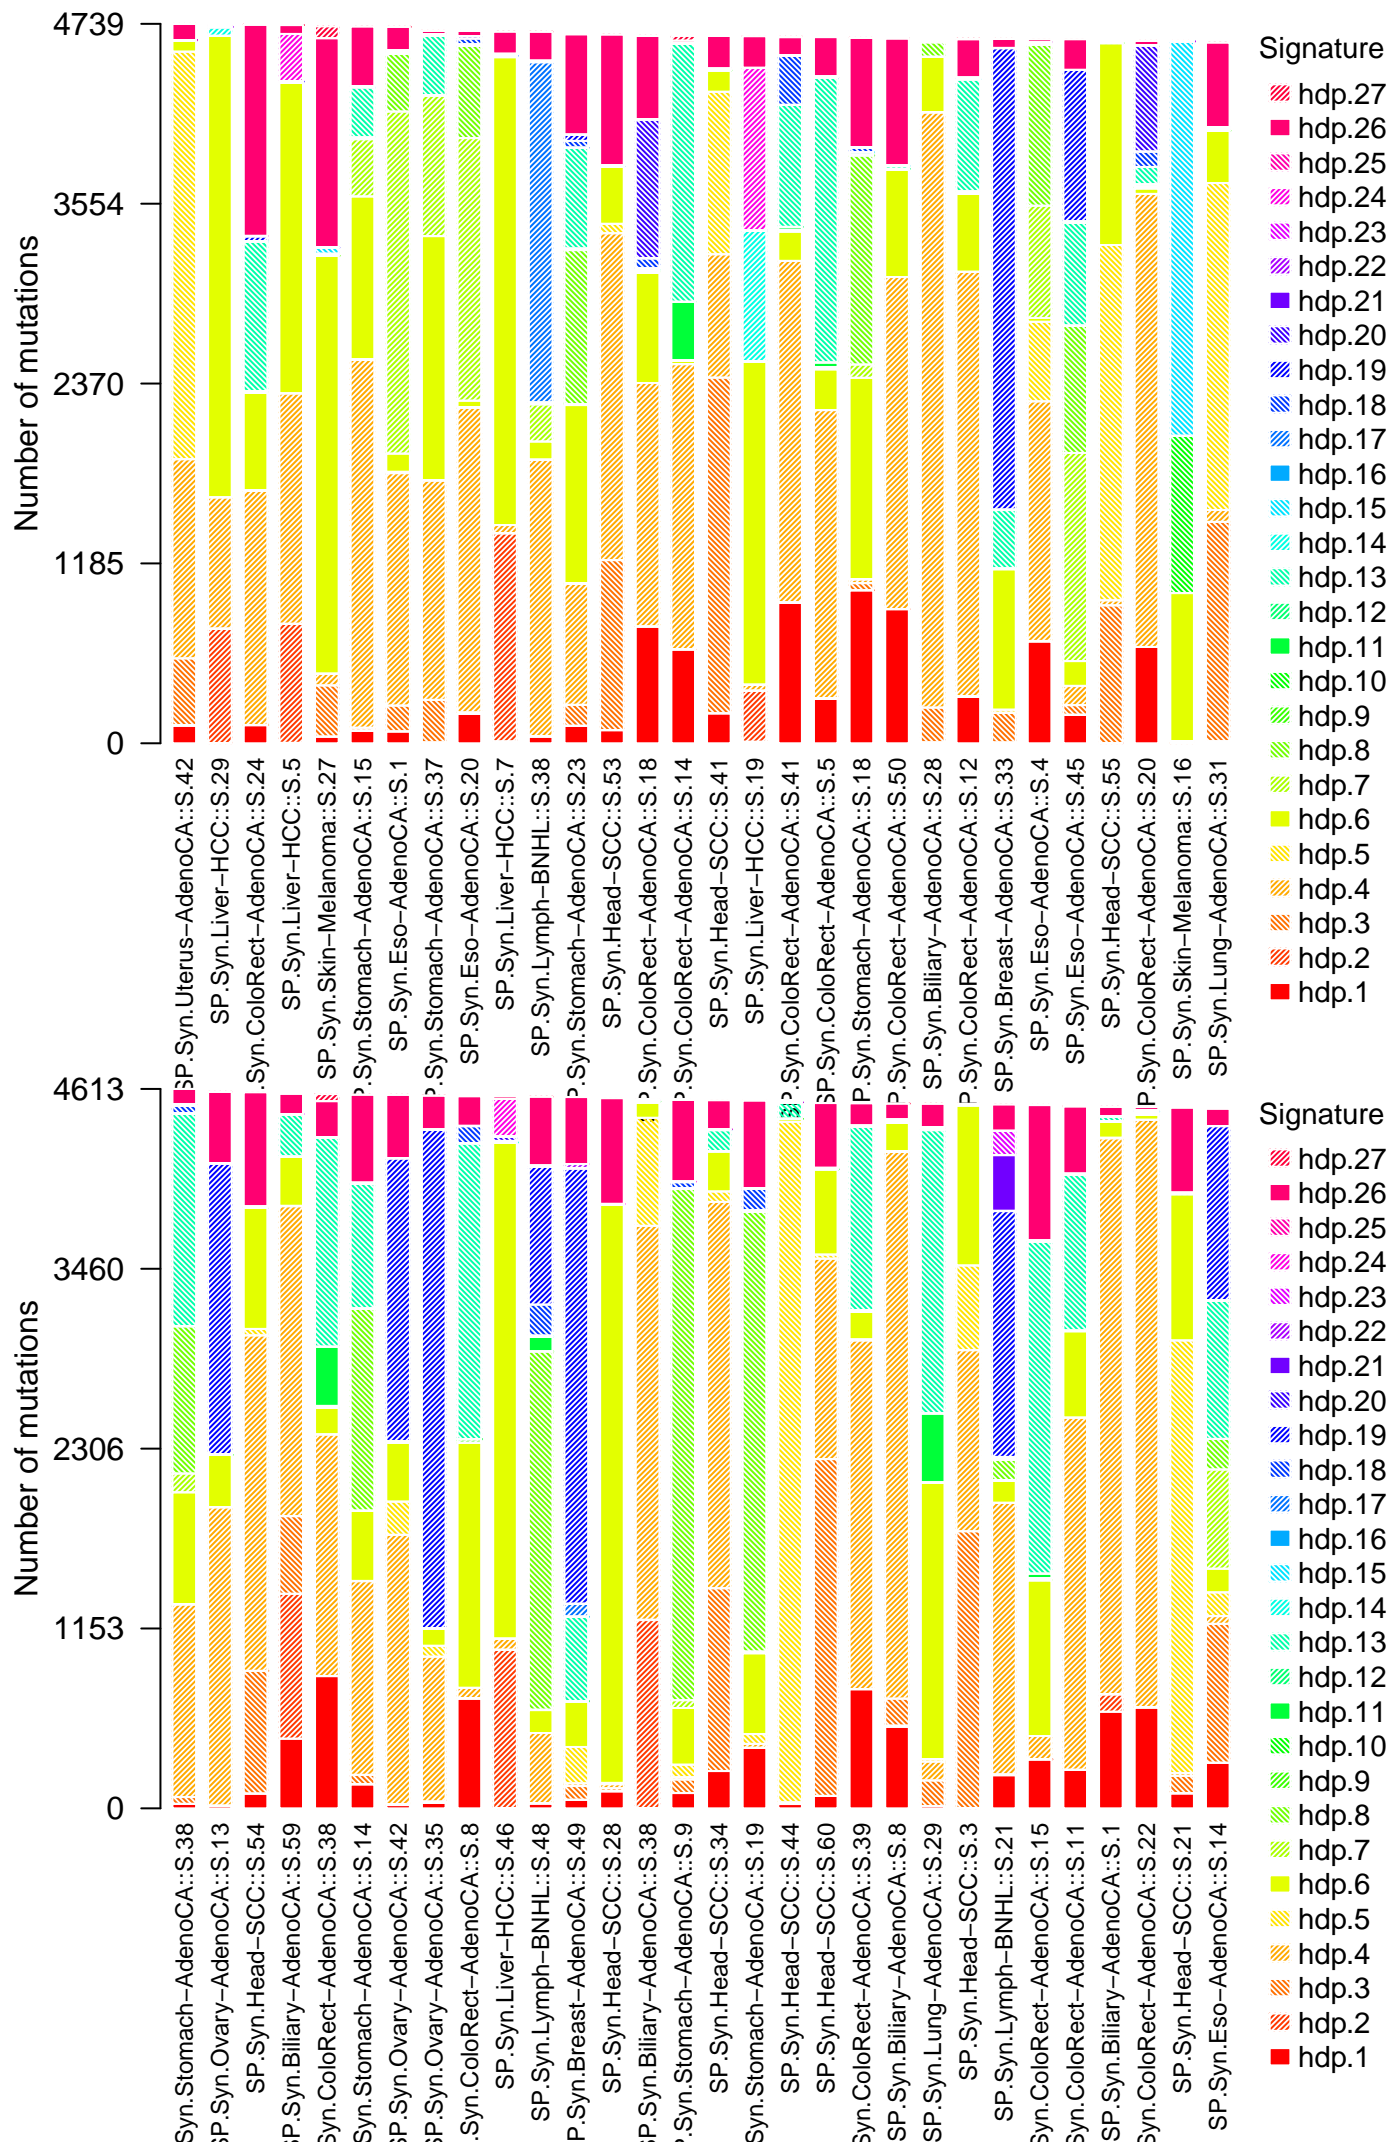 Number of mutations
4739
3554
2370
1185
0
SP.Syn.Uterus−AdenoCA::S.42
SP.Syn.Liver−HCC::S.29
.Syn.ColoRect−AdenoCA::S.24
SP.Syn.Liver−HCC::S.5
SP.Syn.Skin−Melanoma::S.27
P.Syn.Stomach−AdenoCA::S.15
SP.Syn.Eso−AdenoCA::S.1
P.Syn.Stomach−AdenoCA::S.37
SP.Syn.Eso−AdenoCA::S.20
SP.Syn.Liver−HCC::S.7
SP.Syn.Lymph−BNHL::S.38
P.Syn.Stomach−AdenoCA::S.23
SP.Syn.Head−SCC::S.53
P.Syn.ColoRect−AdenoCA::S.18
P.Syn.ColoRect−AdenoCA::S.14
SP.Syn.Head−SCC::S.41
SP.Syn.Liver−HCC::S.19
P.Syn.ColoRect−AdenoCA::S.41
SP.Syn.ColoRect−AdenoCA::S.5
P.Syn.Stomach−AdenoCA::S.18
P.Syn.ColoRect−AdenoCA::S.50
SP.Syn.Biliary−AdenoCA::S.28
P.Syn.ColoRect−AdenoCA::S.12
SP.Syn.Breast−AdenoCA::S.33
SP.Syn.Eso−AdenoCA::S.4
SP.Syn.Eso−AdenoCA::S.45
SP.Syn.Head−SCC::S.55
P.Syn.ColoRect−AdenoCA::S.20
SP.Syn.Skin−Melanoma::S.16
SP.Syn.Lung−AdenoCA::S.31
Signature
hdp.27
hdp.26
hdp.25
hdp.24
hdp.23
hdp.22
hdp.21
hdp.20
hdp.19
hdp.18
hdp.17
hdp.16
hdp.15
hdp.14
hdp.13
hdp.12
hdp.11
hdp.10
hdp.9
hdp.8
hdp.7
hdp.6
hdp.5
hdp.4
hdp.3
hdp.2
hdp.1
Number of mutations
4613
3460
2306
1153
0
Syn.Stomach−AdenoCA::S.38
SP.Syn.Ovary−AdenoCA::S.13
SP.Syn.Head−SCC::S.54
SP.Syn.Biliary−AdenoCA::S.59
Syn.ColoRect−AdenoCA::S.38
Syn.Stomach−AdenoCA::S.14
SP.Syn.Ovary−AdenoCA::S.42
SP.Syn.Ovary−AdenoCA::S.35
.Syn.ColoRect−AdenoCA::S.8
SP.Syn.Liver−HCC::S.46
SP.Syn.Lymph−BNHL::S.48
P.Syn.Breast−AdenoCA::S.49
SP.Syn.Head−SCC::S.28
SP.Syn.Biliary−AdenoCA::S.38
P.Syn.Stomach−AdenoCA::S.9
SP.Syn.Head−SCC::S.34
Syn.Stomach−AdenoCA::S.19
SP.Syn.Head−SCC::S.44
SP.Syn.Head−SCC::S.60
Syn.ColoRect−AdenoCA::S.39
SP.Syn.Biliary−AdenoCA::S.8
SP.Syn.Lung−AdenoCA::S.29
SP.Syn.Head−SCC::S.3
SP.Syn.Lymph−BNHL::S.21
Syn.ColoRect−AdenoCA::S.15
Syn.ColoRect−AdenoCA::S.11
SP.Syn.Biliary−AdenoCA::S.1
Syn.ColoRect−AdenoCA::S.22
SP.Syn.Head−SCC::S.21
SP.Syn.Eso−AdenoCA::S.14
Signature
hdp.27
hdp.26
hdp.25
hdp.24
hdp.23
hdp.22
hdp.21
hdp.20
hdp.19
hdp.18
hdp.17
hdp.16
hdp.15
hdp.14
hdp.13
hdp.12
hdp.11
hdp.10
hdp.9
hdp.8
hdp.7
hdp.6
hdp.5
hdp.4
hdp.3
hdp.2
hdp.1